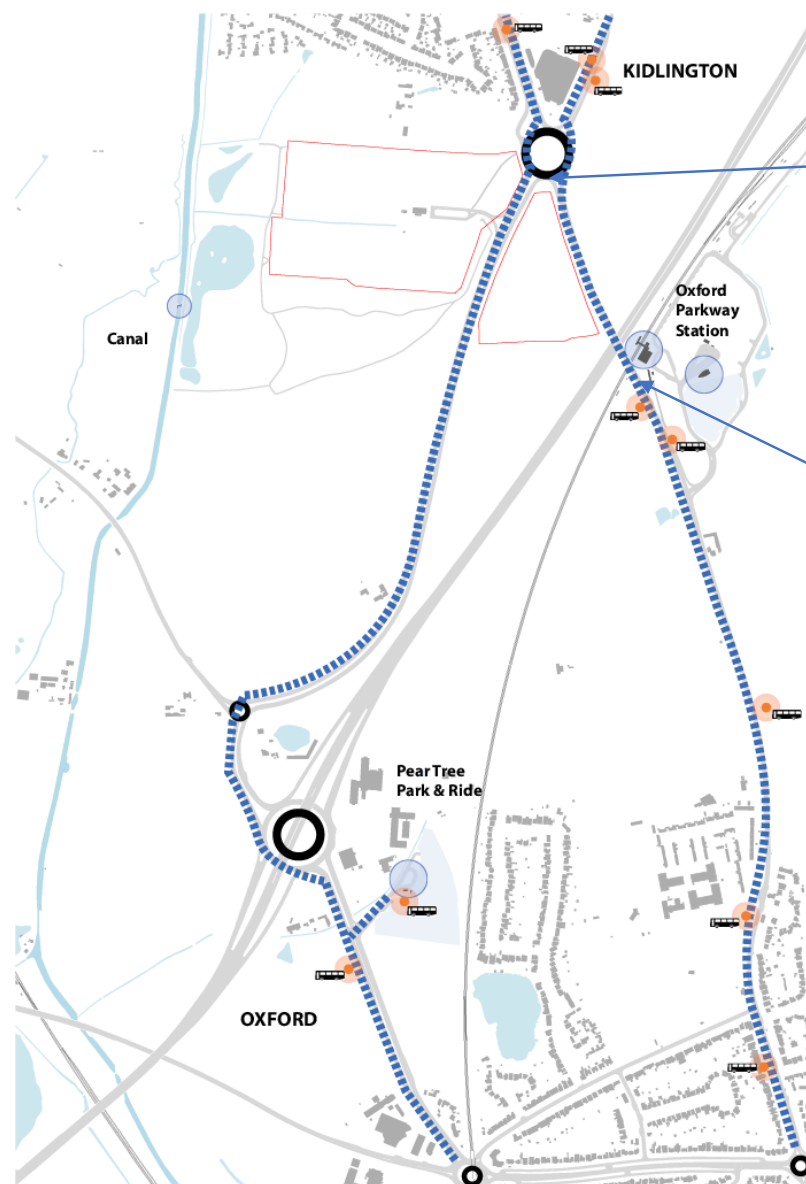 KIDLINGTON
Oxford
Parkway
Station
Canal
Pear Tree
Park & Ride
OXFORD